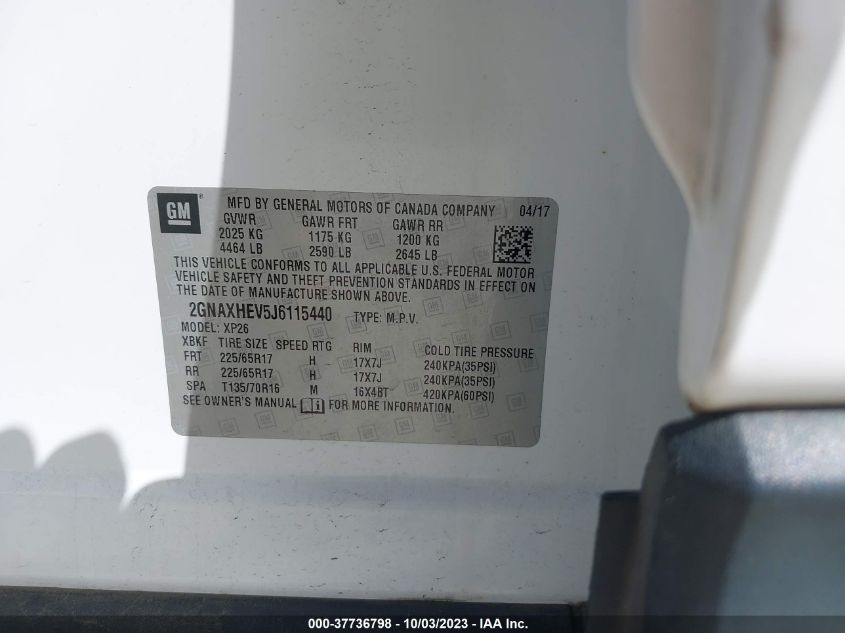 GM ®
MFD BY GENERAL MOTORS OF CANADA COMPANY 04/17
GVWR GAWR FRT GAWR RR
2025 KG 1175 KG 1200 KG
4464 LB 2590 LB 2645 LB
THIS VEHICLE CONFORMS TO ALL APPLICABLE U.S. FEDERAL MOTOR
VEHICLE SAFETY AND THEFT PREVENTION STANDARDS IN EFFECT ON
THE DATE OF MANUFACTURE SHOWN ABOVE.
2GNAXHEV5J6115440 TYPE: M.P.V.
MODEL: XP26
XBKF TIRE SIZE SPEED RTG RIM COLD TIRE PRESSURE
FRT 225/65R17 H 17X7J 240KPA(35PSI)
RR 225/65R17 H 17X7J 240KPA(35PSI)
SPA T135/70R16 M 16X4BT 420KPA(60PSI)
SEE OWNER'S MANUAL FOR MORE INFORMATION.
000-37736798 - 10/03/2023 - IAA Inc.